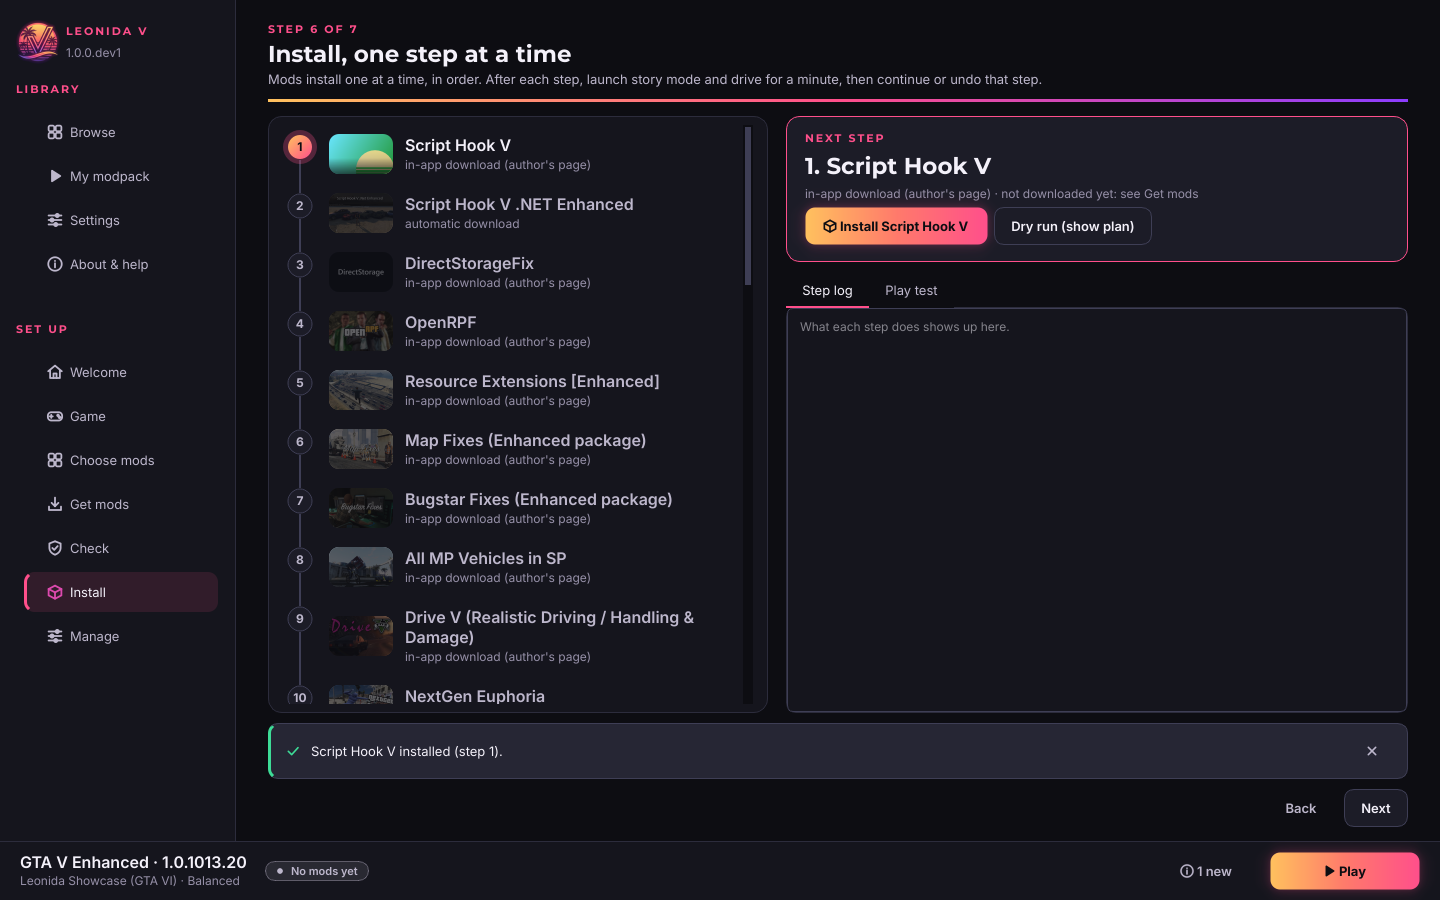 LEONIDA V
1.0.0.dev1
LIBRARY
Browse
My modpack
Settings
About & help
SET UP
Welcome
Game
Choose mods
Get mods
Check
Install
Manage
STEP 6 OF 7
Install, one step at a time
Mods install one at a time, in order. After each step, launch story mode and drive for a minute, then continue or undo that step.
1
Script Hook V
in-app download (author's page)
2
Script Hook V .NET Enhanced
automatic download
3
DirectStorage
DirectStorageFix
in-app download (author's page)
4
OPENRPF
OpenRPF
in-app download (author's page)
5
Resource Extensions [Enhanced]
in-app download (author's page)
6
Map Fixes (Enhanced package)
in-app download (author's page)
7
Bugstar Fixes
Bugstar Fixes (Enhanced package)
in-app download (author's page)
8
All MP Vehicles in SP
in-app download (author's page)
9
Drive
Drive V (Realistic Driving / Handling &
Damage)
in-app download (author's page)
10
NextGen Euphoria
NEXT STEP
1. Script Hook V
in-app download (author's page) · not downloaded yet: see Get mods
Install Script Hook V
Dry run (show plan)
Step log
Play test
What each step does shows up here.
Script Hook V installed (step 1).
Back
Next
GTA V Enhanced · 1.0.1013.20
Leonida Showcase (GTA VI) · Balanced
No mods yet
1 new
Play